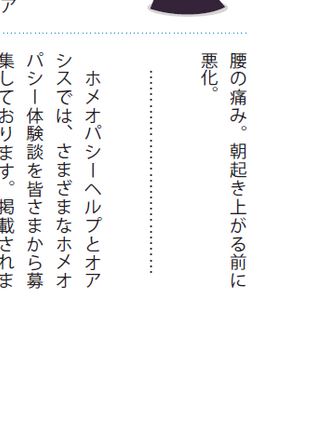 腰の痛み。朝起き上がる前に
悪化。
ホメオパシーヘルプとオア
シスでは、さまざまなホメオ
パシー体験談を皆さまから募
集しております。掲載されま
ア